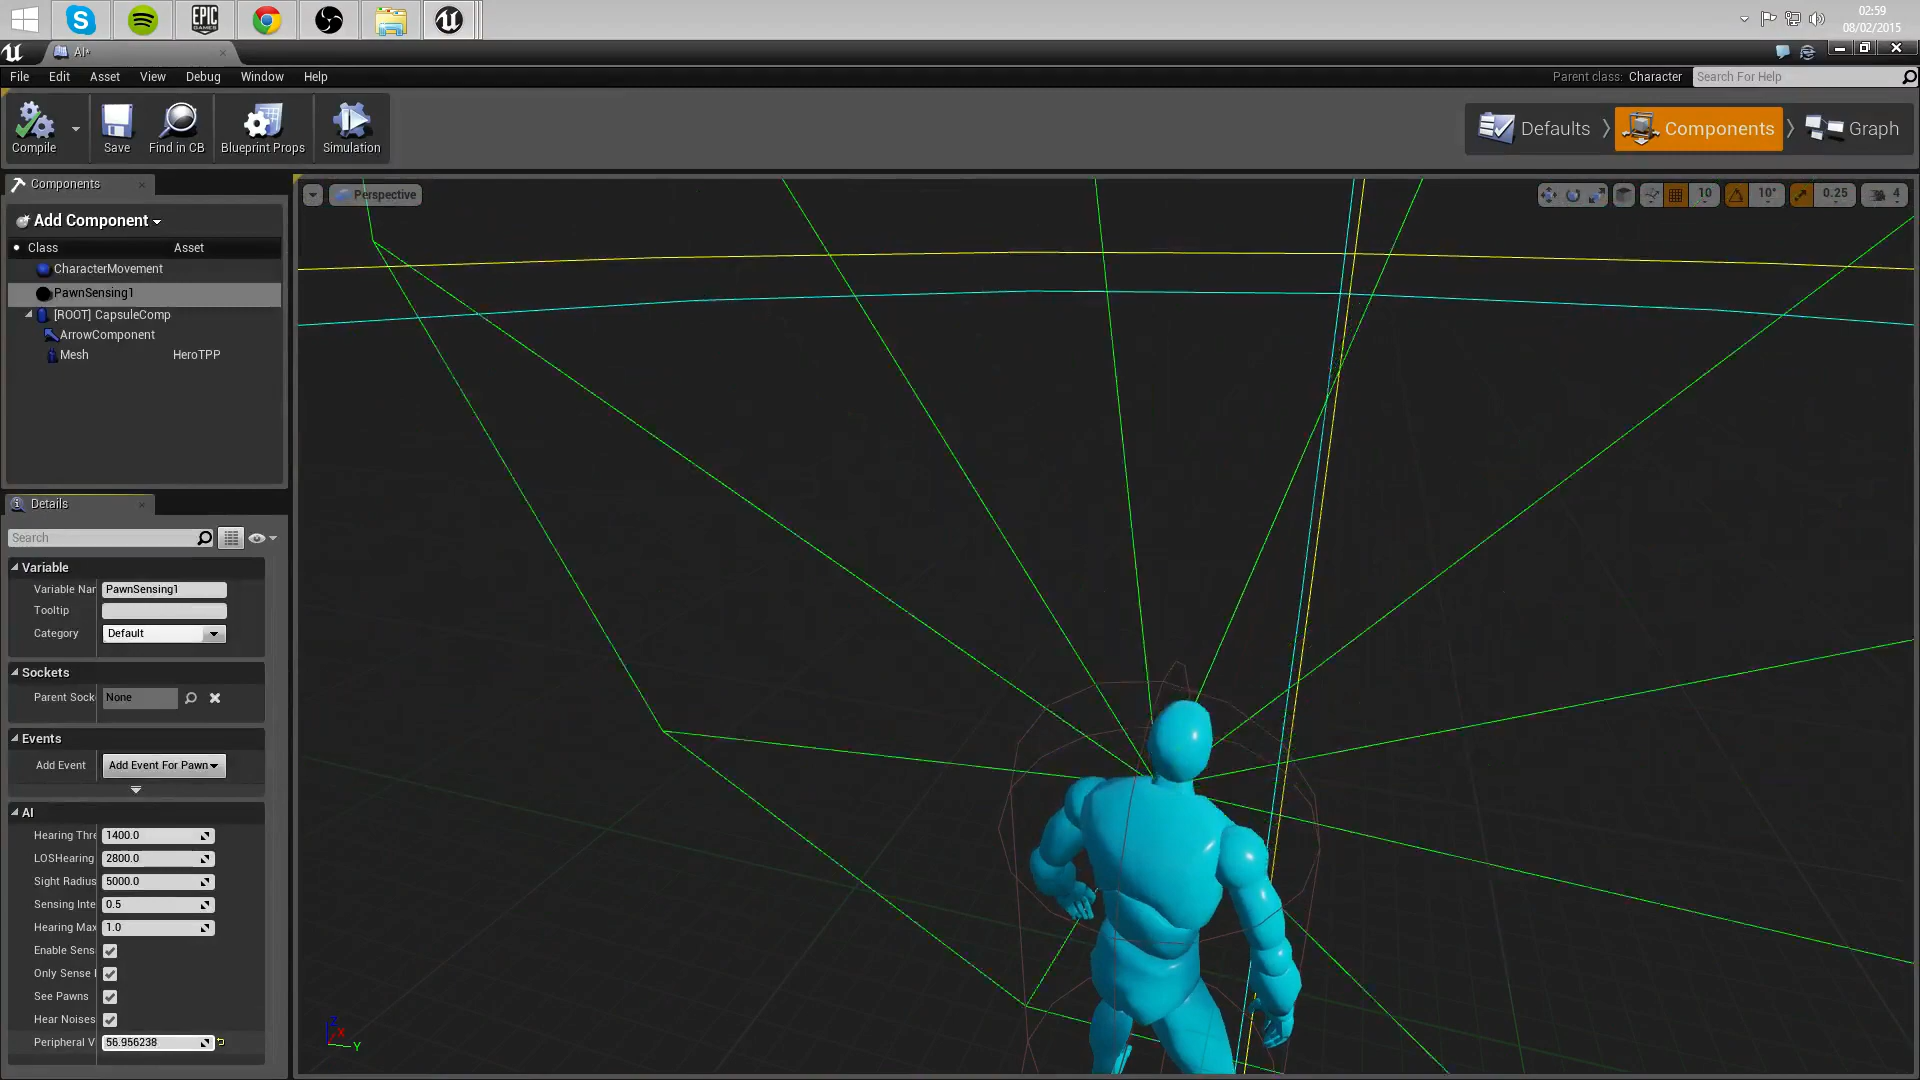 EPIC
GAMES
02:59
08/02/2015
AI*
File Edit Asset View Debug Window Help
Parent class: Character
Search For Help
Compile
Save
Find in CB
Blueprint Props
Simulation
Defaults
Components
Graph
Components
Add Component
Class Asset
CharacterMovement
PawnSensing1
[ROOT] CapsuleComp
ArrowComponent
Mesh HeroTPP
Perspective
10
10°
0.25
4
Details
Search
Variable
Variable Nar PawnSensing1
Tooltip
Category Default
Sockets
Parent Sock None
Events
Add Event Add Event For Pawn
AI
Hearing Thre 1400.0
LOSHearing 2800.0
Sight Radius 5000.0
Sensing Inte 0.5
Hearing Max 1.0
Enable Sens
Only Sense
See Pawns
Hear Noises
Peripheral V 56.956238
Z
X
Y